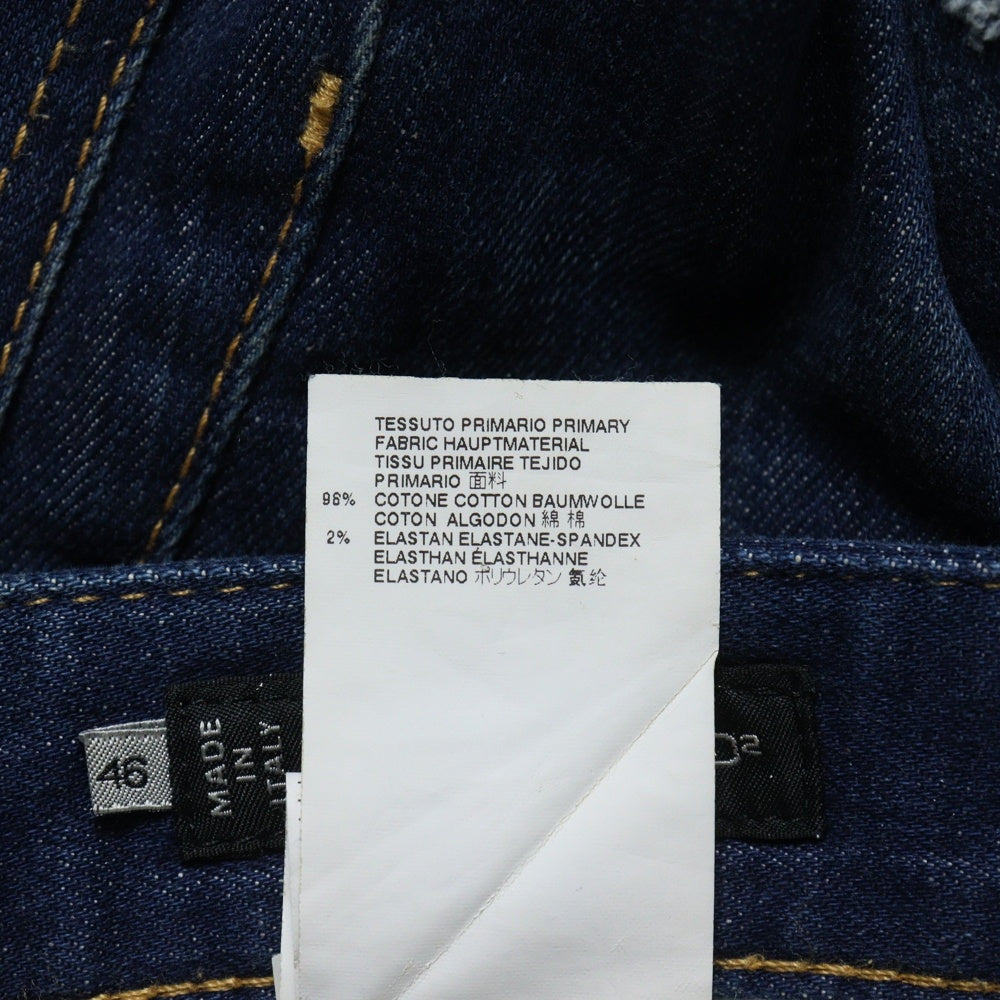 TESSUTO PRIMARIO PRIMARY
FABRIC HAUPTMATERIAL
TISSU PRIMAIRE TEJIDO
PRIMARIO 面料
98% COTONE COTTON BAUMWOLLE
COTON ALGODON 綿 棉
2% ELASTAN ELASTANE-SPANDEX
ELASTHAN ÉLASTHANNE
ELASTANO ポリウレタン 氨纶
46
MADE
IN
ITALY
D2